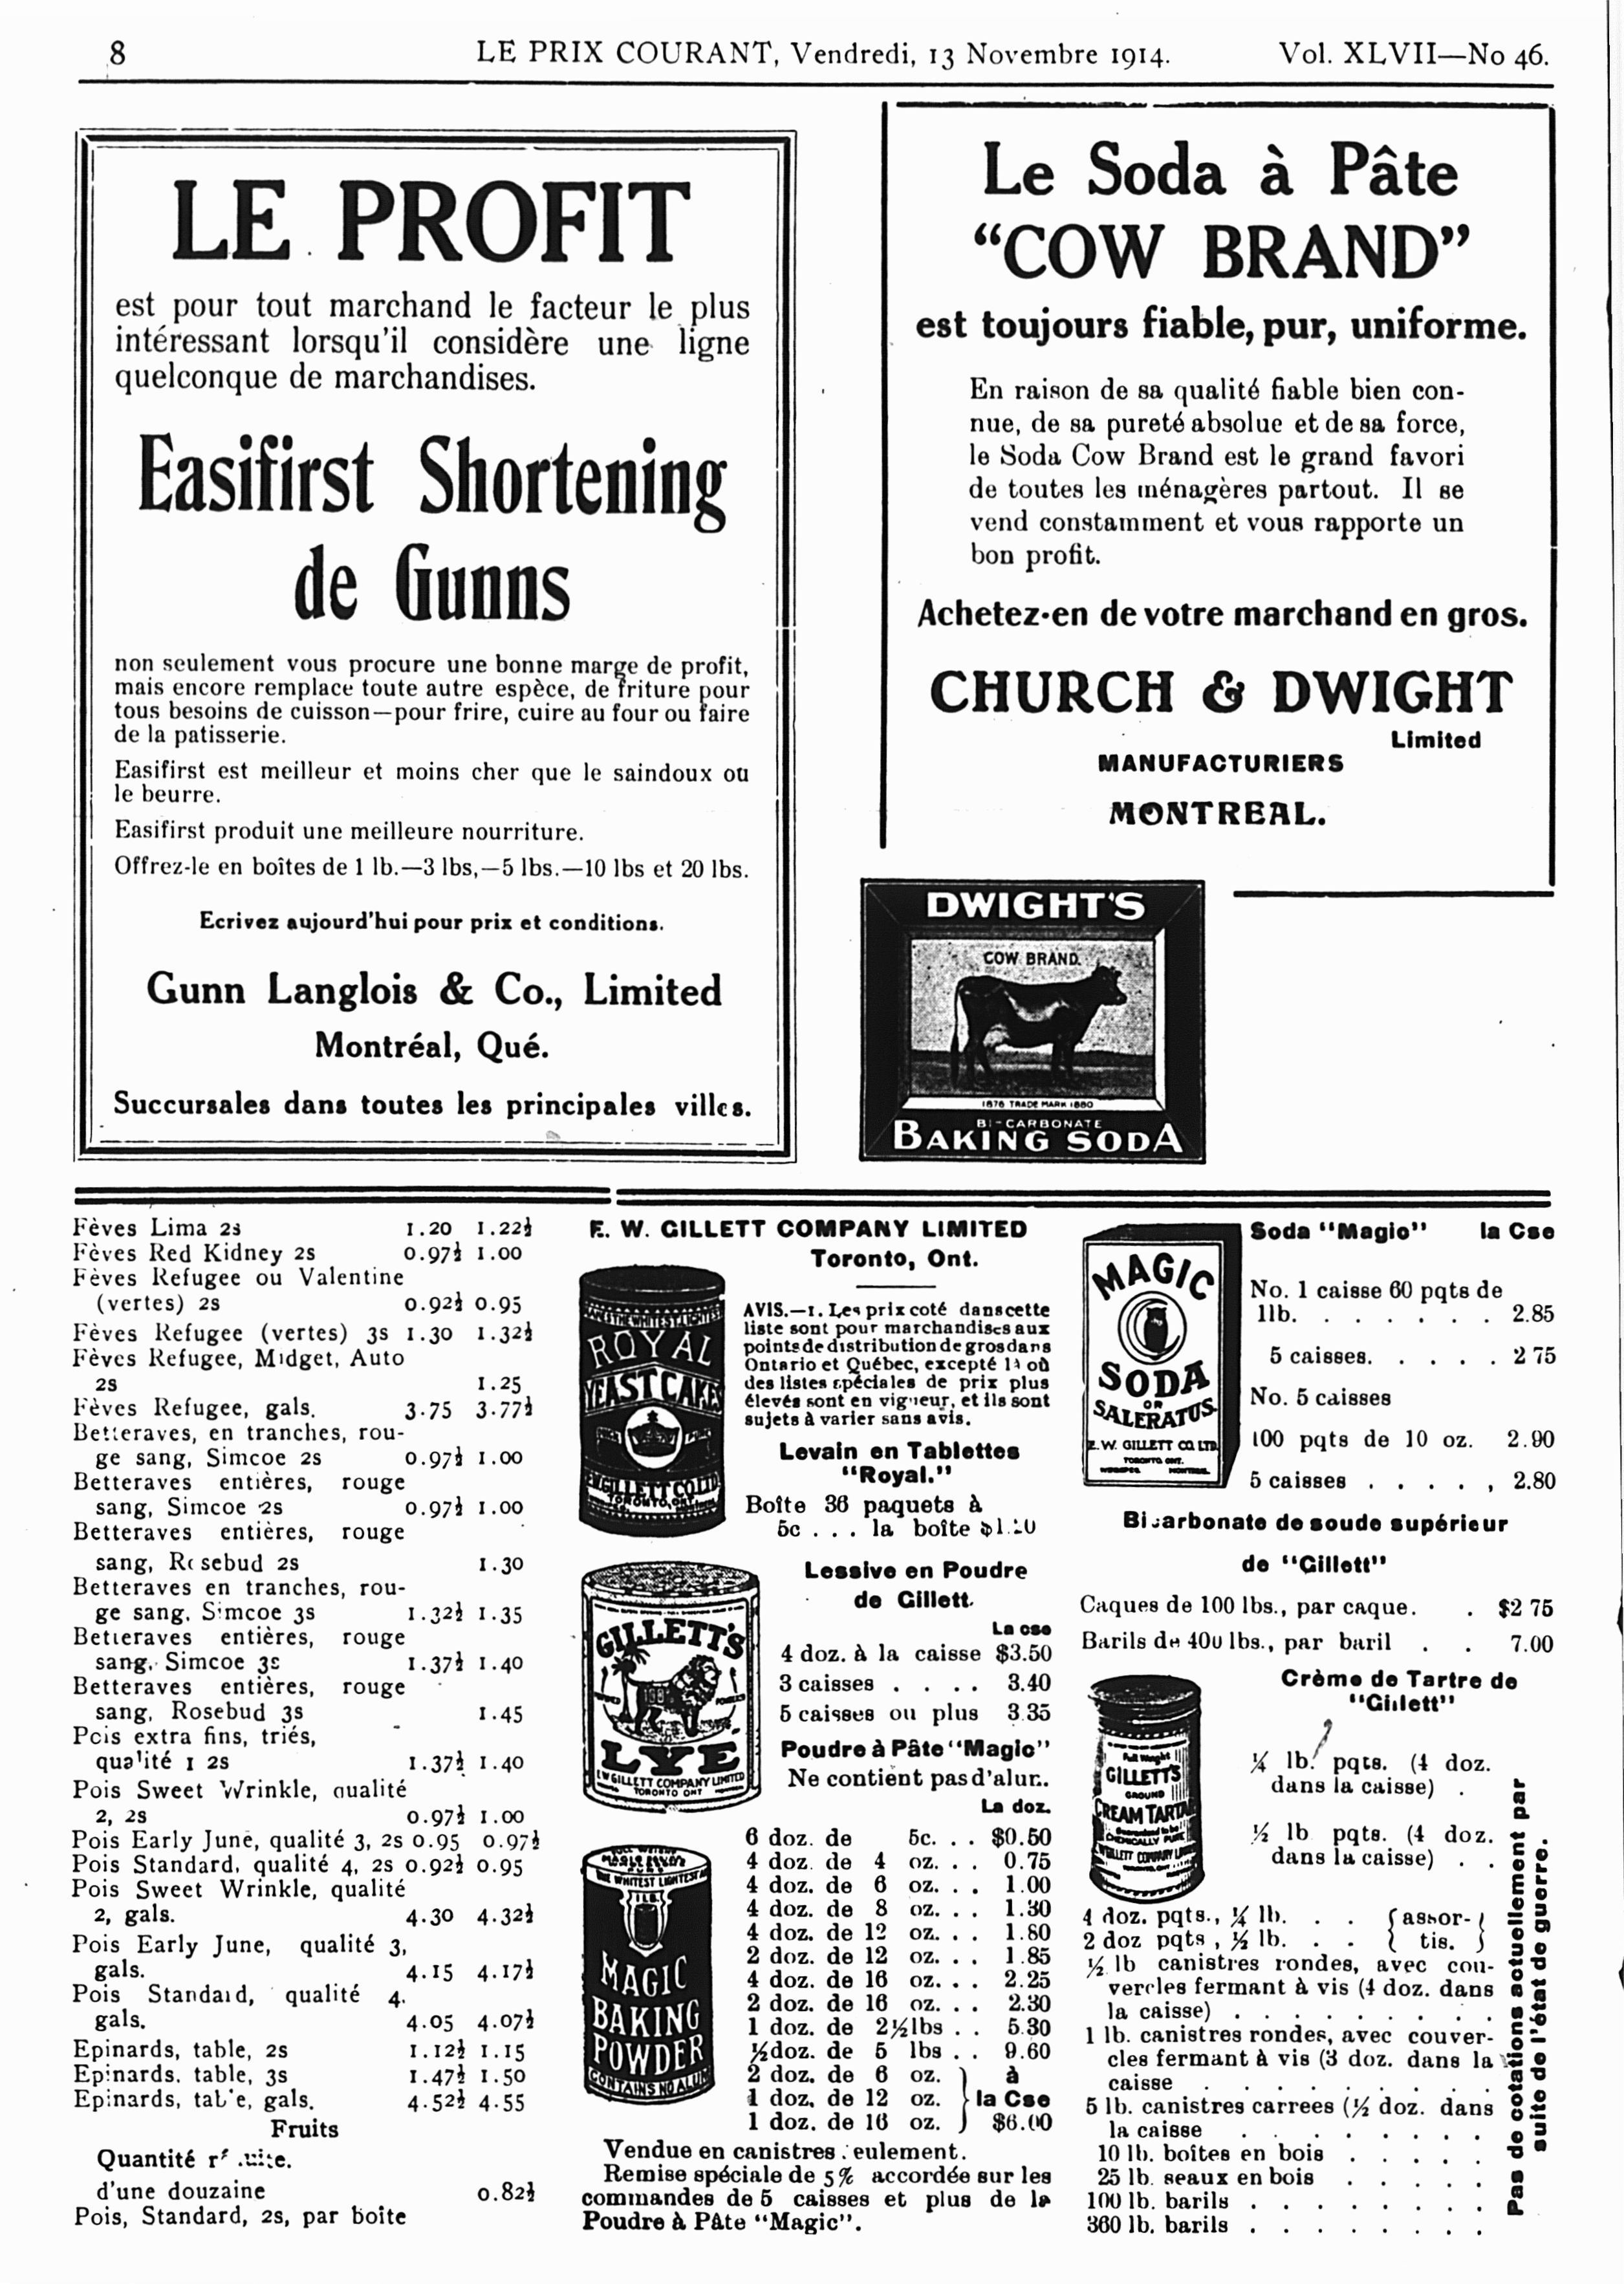 8
LE PRIX COURANT, Vendredi, 13 Novembre 1914.
Vol. XLVII—No 46.
LE PROFIT
est pour tout marchand le facteur le plus
intéressant lorsqu'il considère une ligne
quelconque de marchandises.
Easifirst Shortening
de Gunns
non seulement vous procure une bonne marge de profit,
mais encore remplace toute autre espèce, de friture pour
tous besoins de cuisson—pour frire, cuire au four ou faire
de la patisserie.
Easifirst est meilleur et moins cher que le saindoux ou
le beurre.
Easifirst produit une meilleure nourriture.
Offrez-le en boîtes de 1 lb.—3 lbs,—5 lbs.—10 lbs et 20 lbs.
Ecrivez aujourd'hui pour prix et conditions.
Gunn Langlois & Co., Limited
Montréal, Qué.
Succursales dans toutes les principales villes.
Le Soda à Pâte
"COW BRAND"
est toujours fiable, pur, uniforme.
En raison de sa qualité fiable bien con-
nue, de sa pureté absolue et de sa force,
le Soda Cow Brand est le grand favori
de toutes les ménagères partout. Il se
vend constamment et vous rapporte un
bon profit.
Achetez-en de votre marchand en gros.
CHURCH & DWIGHT
Limited
MANUFACTURIERS
MONTREAL.
DWIGHT'S
COW BRAND.
1876 TRADE MARK 1880
BI-CARBONATE
BAKING SODA
Fèves Lima 2s 1.20 1.22½
Fèves Red Kidney 2s 0.97½ 1.00
Fèves Refugee ou Valentine
(vertes) 2s 0.92½ 0.95
Fèves Refugee (vertes) 3s 1.30 1.32½
Fèves Refugee, Midget, Auto
2s 1.25
Fèves Refugee, gals. 3.75 3.77½
Betteraves, en tranches, rou-
ge sang, Simcoe 2s 0.97½ 1.00
Betteraves entières, rouge
sang, Simcoe 2s 0.97½ 1.00
Betteraves entières, rouge
sang, Rosebud 2s 1.30
Betteraves en tranches, rou-
ge sang, Simcoe 3s 1.32½ 1.35
Betteraves entières, rouge
sang, Simcoe 3s 1.37½ 1.40
Betteraves entières, rouge
sang, Rosebud 3s 1.45
Pois extra fins, triés,
qualité 1 2s 1.37½ 1.40
Pois Sweet Wrinkle, qualité
2, 2s 0.97½ 1.00
Pois Early June, qualité 3, 2s 0.95 0.97½
Pois Standard, qualité 4, 2s 0.92½ 0.95
Pois Sweet Wrinkle, qualité
2, gals. 4.30 4.32½
Pois Early June, qualité 3,
gals. 4.15 4.17½
Pois Standard, qualité 4.
gals. 4.05 4.07½
Epinards, table, 2s 1.12½ 1.15
Epinards, table, 3s 1.47½ 1.50
Epinards, table, gals. 4.52½ 4.55
Fruits
Quantité
d'une douzaine 0.82½
Pois, Standard, 2s, par boîte
E. W. GILLETT COMPANY LIMITED
Toronto, Ont.
ROYAL
YEAST CAKES
E.W. GILLETT CO LTD
TORONTO, ONT
AVIS.—1. Les prix coté dans cette
liste sont pour marchandises aux
points de distribution de gros dans
Ontario et Québec, excepté là où
des listes spéciales de prix plus
élevés sont en vigueur, et ils sont
sujets à varier sans avis.
Levain en Tablettes
"Royal."
Boîte 36 paquets à
5c . . . la boîte
GILLETT'S
LYE
E.W. GILLETT COMPANY LIMITED
TORONTO ONT
Lessive en Poudre
de Gillett.
La cse
4 doz. à la caisse $3.50
3 caisses . . . . 3.40
5 caisses ou plus 3.35
Poudre à Pâte "Magic"
Ne contient pas d'alun.
La doz.
MAGIC
BAKING
POWDER
CONTAINS NO ALUM
6 doz. de 5c. . . $0.50
4 doz. de 4 oz. . . 0.75
4 doz. de 6 oz. . . 1.00
4 doz. de 8 oz. . . 1.30
4 doz. de 12 oz. . . 1.80
2 doz. de 12 oz. . . 1.85
4 doz. de 16 oz. . . 2.25
2 doz. de 16 oz. . . 2.30
1 doz. de 2½ lbs . . 5.30
½ doz. de 5 lbs . . 9.60
2 doz. de 6 oz. } à
1 doz. de 12 oz. } la Cse
1 doz. de 16 oz. } $6.00
Vendue en canistres seulement.
Remise spéciale de 5% accordée sur les
commandes de 5 caisses et plus de la
Poudre à Pâte "Magic".
MAGIC
SODA
OR
SALERATUS.
E.W. GILLETT CO. LTD.
TORONTO. ONT.
Soda "Magic" la Cse
No. 1 caisse 60 pqts de
1lb. . . . . . . 2.85
5 caisses. . . . . 2 75
No. 5 caisses
100 pqts de 10 oz. 2.90
5 caisses . . . . , 2.80
Bicarbonate de soude supérieur
de "Gillett"
Caques de 100 lbs., par caque. . $2 75
Barils de 400 lbs., par baril . . 7.00
Crème de Tartre de
"Gillett"
GILLETT'S
GROUND
CREAM TARTAR
CHEMICALLY PURE
¼ lb. pqts. (4 doz.
dans la caisse) .
½ lb pqts. (4 doz.
dans la caisse) . .
4 doz. pqts., ¼ lb. . . { assor- }
2 doz pqts , ½ lb. . . { tis. }
½ lb canistres rondes, avec cou-
vercles fermant à vis (4 doz. dans
la caisse) . . . . . . . .
1 lb. canistres rondes, avec couver-
cles fermant à vis (3 doz. dans la
caisse . . . . . . . . .
5 lb. canistres carrees (½ doz. dans
la caisse . . . . . . .
10 lb. boîtes en bois . . . . .
25 lb. seaux en bois . . . . .
100 lb. barils . . . . . . . .
360 lb. barils . . . . . . . .
Pas de cotations actuellement par
suite de l'état de guerre.